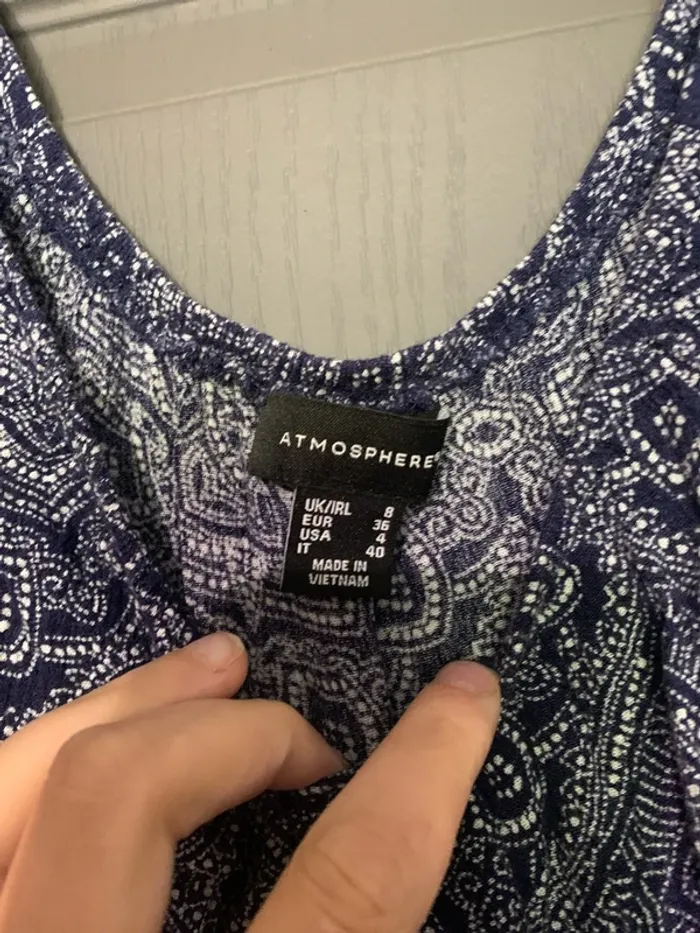 ATMOSPHERE
UK/IRL 8
EUR 36
USA 4
IT 40
MADE IN
VIETNAM